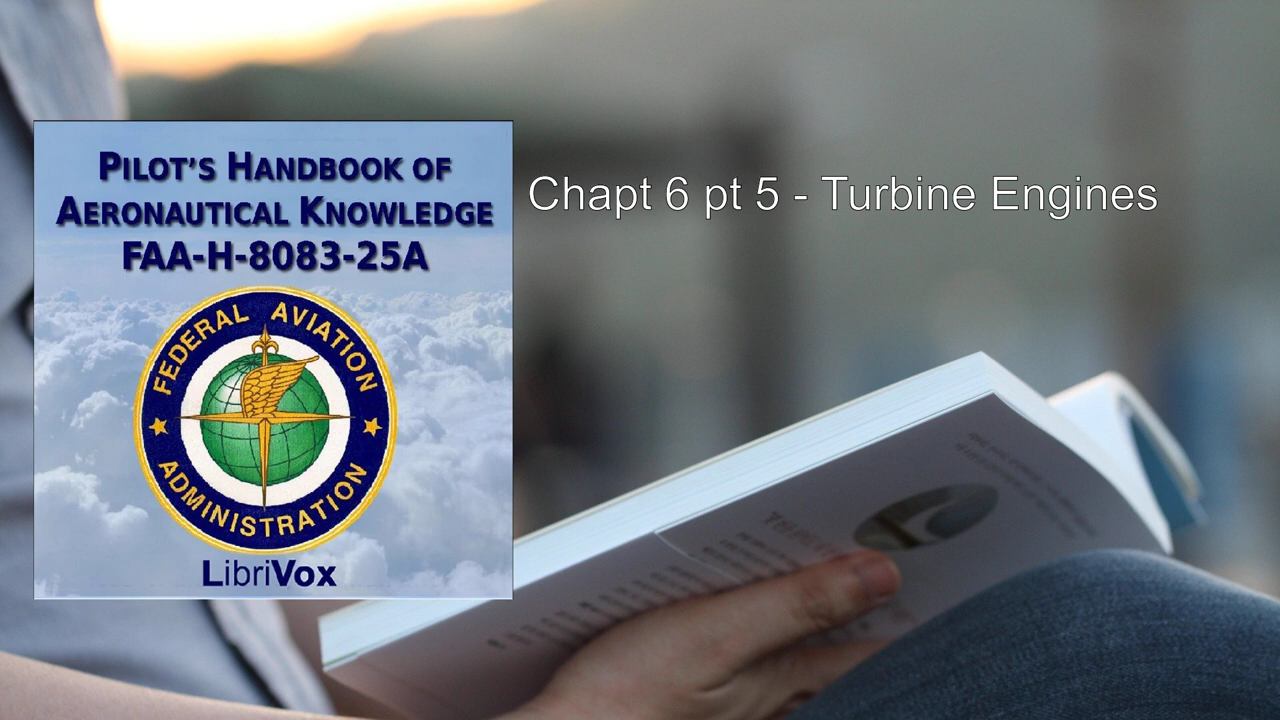 PILOT'S HANDBOOK OF
AERONAUTICAL KNOWLEDGE
FAA-H-8083-25A
FEDERAL AVIATION
ADMINISTRATION
LibriVox
Chapt 6 pt 5 - Turbine Engines